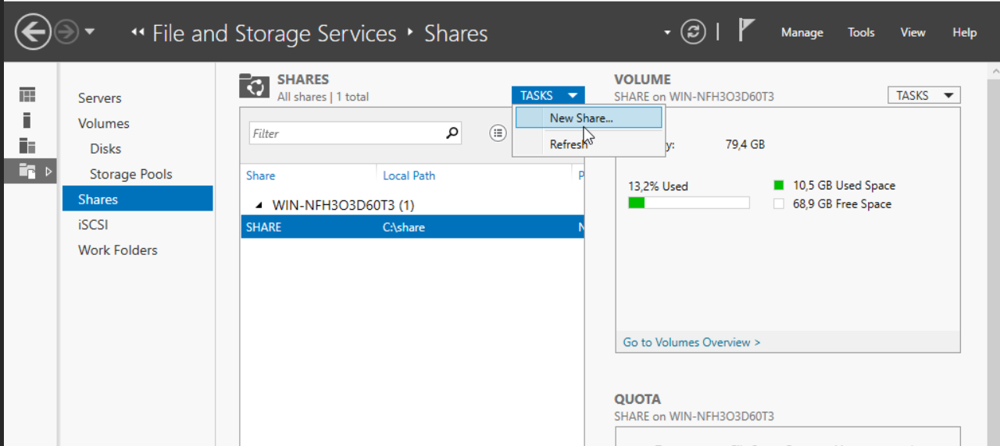 File and Storage Services Shares
Manage Tools View Help
Servers
Volumes
Disks
Storage Pools
Shares
iSCSI
Work Folders
SHARES
All shares | 1 total
TASKS
New Share...
Refresh
Filter
Share Local Path P
WIN-NFH3O3D60T3 (1)
SHARE C:\share N
VOLUME
SHARE on WIN-NFH3O3D60T3
TASKS
y: 79,4 GB
13,2% Used
10,5 GB Used Space
68,9 GB Free Space
Go to Volumes Overview >
QUOTA
SHARE on WIN-NFH3O3D60T3